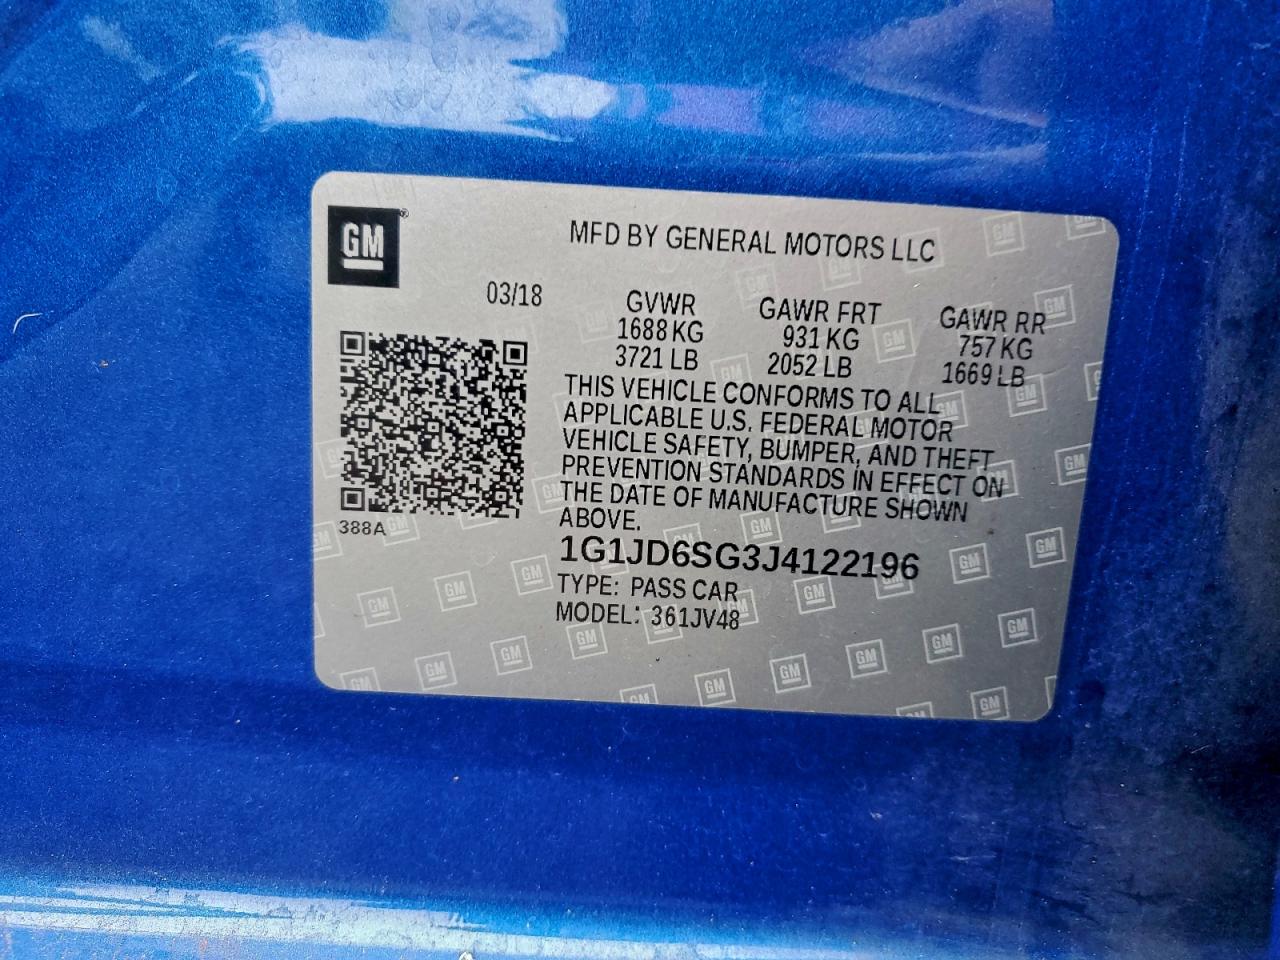 GM®
MFD BY GENERAL MOTORS LLC
03/18
GVWR
1688 KG
3721 LB
GAWR FRT
931 KG
2052 LB
GAWR RR
757 KG
1669 LB
THIS VEHICLE CONFORMS TO ALL
APPLICABLE U.S. FEDERAL MOTOR
VEHICLE SAFETY, BUMPER, AND THEFT
PREVENTION STANDARDS IN EFFECT ON
THE DATE OF MANUFACTURE SHOWN
ABOVE.
388A
1G1JD6SG3J4122196
TYPE: PASS CAR
MODEL: 361JV48